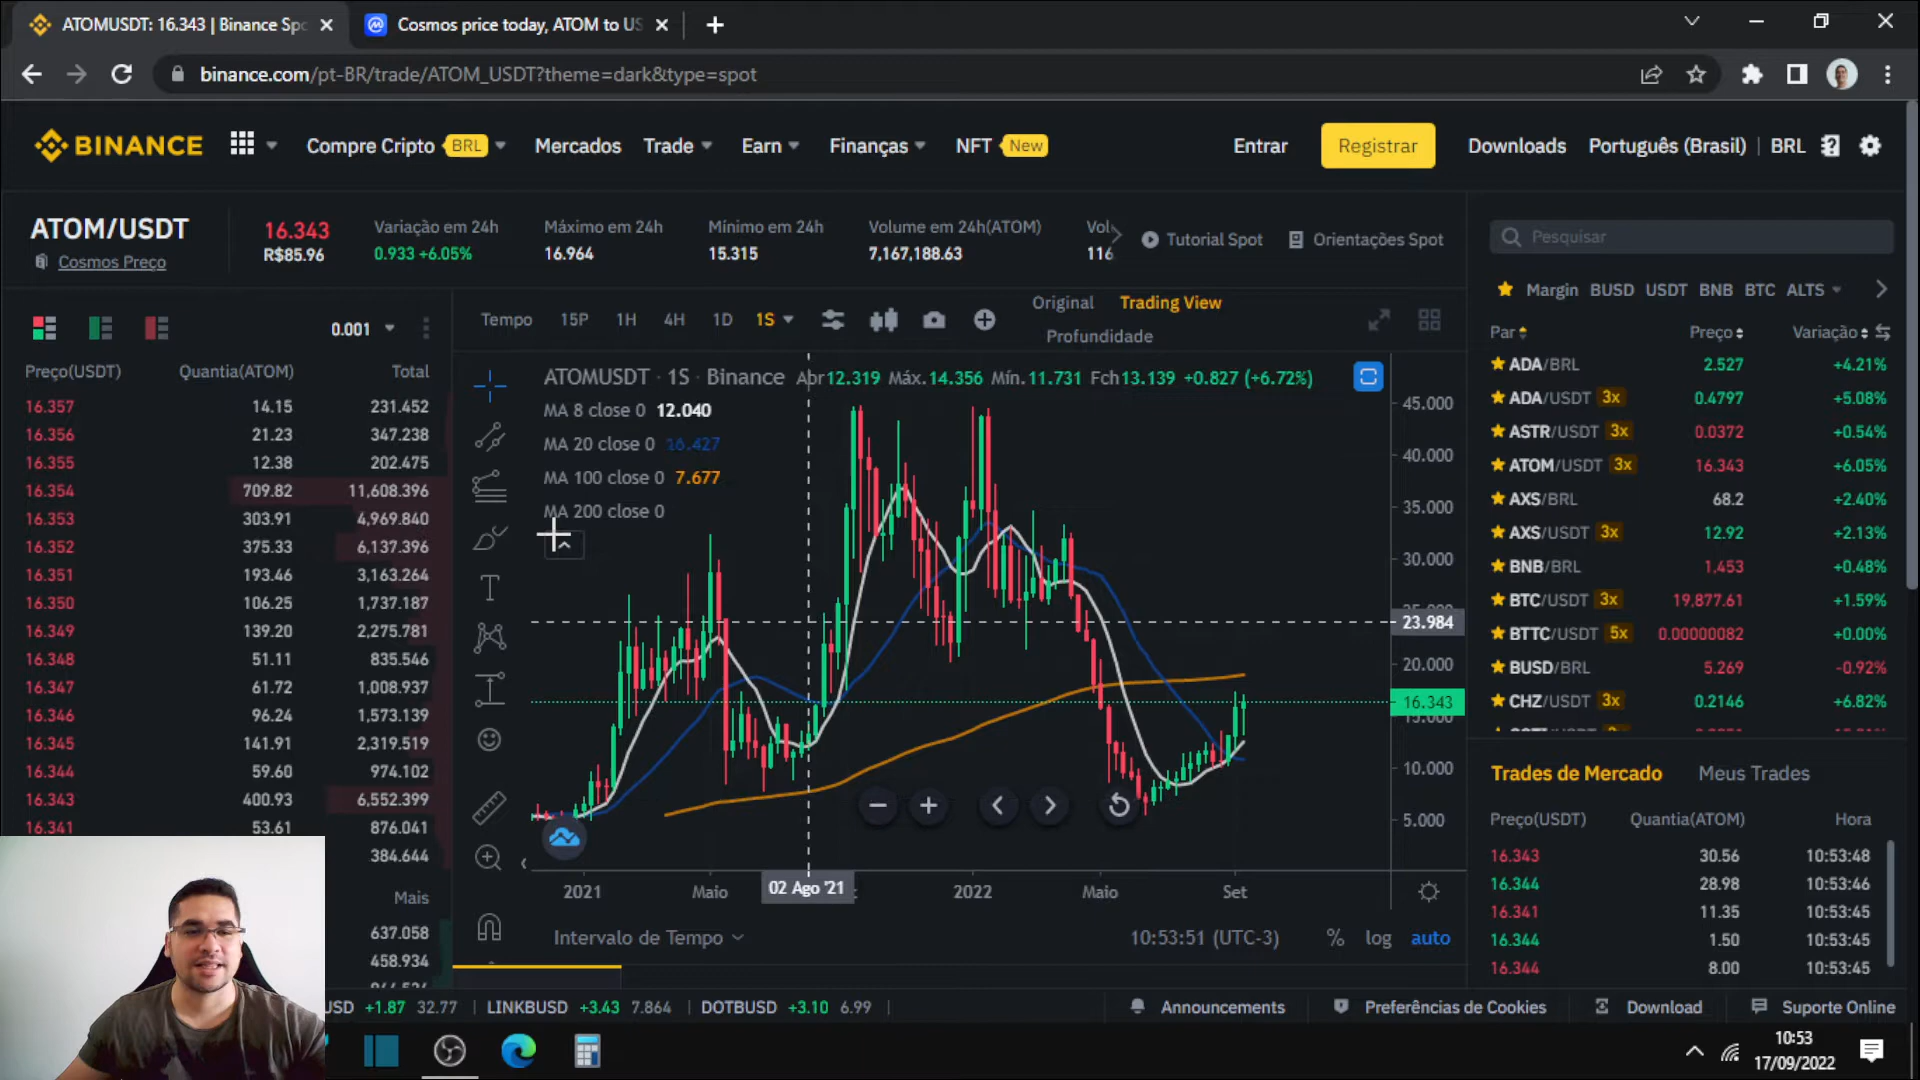 ATOMUSDT: 16.343 | Binance Spo
Cosmos price today, ATOM to US
binance.com/pt-BR/trade/ATOM_USDT?theme=dark&type=spot
BINANCE
Compre Cripto BRL
Mercados
Trade
Earn
Finanças
NFT New
Entrar
Registrar
Downloads
Português (Brasil) | BRL
ATOM/USDT
Cosmos Preço
16.343
R$85.96
Variação em 24h
0.933 +6.05%
Máximo em 24h
16.964
Mínimo em 24h
15.315
Volume em 24h(ATOM)
7,167,188.63
Vol
116
Tutorial Spot
Orientações Spot
0.001
Preço(USDT) Quantia(ATOM) Total
16.357 14.15 231.452
16.356 21.23 347.238
16.355 12.38 202.475
16.354 709.82 11,608.396
16.353 303.91 4,969.840
16.352 375.33 6,137.396
16.351 193.46 3,163.264
16.350 106.25 1,737.187
16.349 139.20 2,275.781
16.348 51.11 835.546
16.347 61.72 1,008.937
16.346 96.24 1,573.139
16.345 141.91 2,319.519
16.344 59.60 974.102
16.343 400.93 6,552.399
16.341 53.61 876.041
384.644
Mais
637.058
458.934
Tempo 15P 1H 4H 1D 1S
Original Trading View
Profundidade
ATOMUSDT · 1S · Binance Abr12.319 Máx.14.356 Mín.11.731 Fch13.139 +0.827 (+6.72%)
MA 8 close 0 12.040
MA 20 close 0 16.427
MA 100 close 0 7.677
MA 200 close 0
45.000
40.000
35.000
30.000
23.984
20.000
16.343
15.000
10.000
5.000
2021 Maio 02 Ago '21 2022 Maio Set
Intervalo de Tempo
10:53:51 (UTC-3) % log auto
Pesquisar
Margin BUSD USDT BNB BTC ALTS
Par Preço Variação
ADA/BRL 2.527 +4.21%
ADA/USDT 3x 0.4797 +5.08%
ASTR/USDT 3x 0.0372 +0.54%
ATOM/USDT 3x 16.343 +6.05%
AXS/BRL 68.2 +2.40%
AXS/USDT 3x 12.92 +2.13%
BNB/BRL 1,453 +0.48%
BTC/USDT 3x 19,877.61 +1.59%
BTTC/USDT 5x 0.00000082 +0.00%
BUSD/BRL 5.269 -0.92%
CHZ/USDT 3x 0.2146 +6.82%
Trades de Mercado Meus Trades
Preço(USDT) Quantia(ATOM) Hora
16.343 30.56 10:53:48
16.344 28.98 10:53:46
16.341 11.35 10:53:45
16.344 1.50 10:53:45
16.344 8.00 10:53:45
USD +1.87 32.77 | LINKBUSD +3.43 7.864 | DOTBUSD +3.10 6.99 |
Announcements
Preferências de Cookies
Download
Suporte Online
10:53
17/09/2022